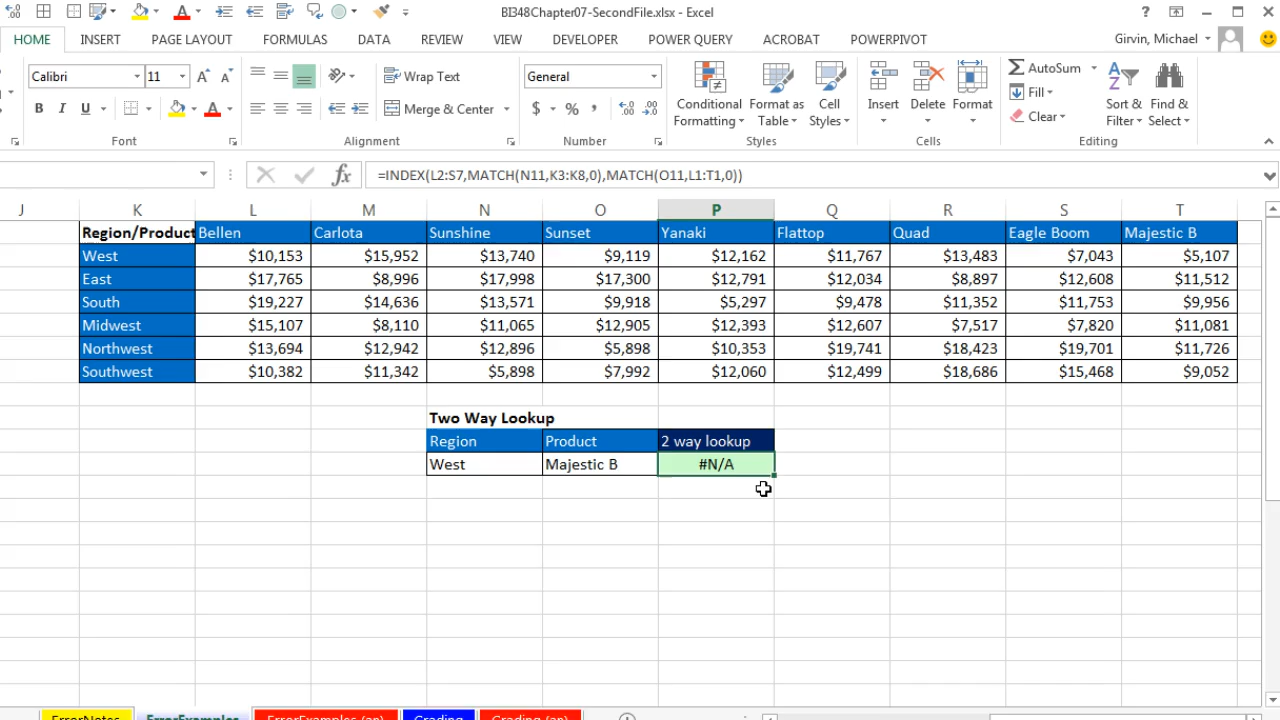 BI348Chapter07-SecondFile.xlsx - Excel
HOME INSERT PAGE LAYOUT FORMULAS DATA REVIEW VIEW DEVELOPER POWER QUERY ACROBAT POWERPIVOT Girvin, Michael
Calibri 11 Wrap Text General AutoSum
Merge & Center Conditional Formatting Format as Table Cell Styles Insert Delete Format Fill Clear Sort & Filter Find & Select
Font Alignment Number Styles Cells Editing
=INDEX(L2:S7,MATCH(N11,K3:K8,0),MATCH(O11,L1:T1,0))
J K L M N O P Q R S T
Region/Product Bellen Carlota Sunshine Sunset Yanaki Flattop Quad Eagle Boom Majestic B
West $10,153 $15,952 $13,740 $9,119 $12,162 $11,767 $13,483 $7,043 $5,107
East $17,765 $8,996 $17,998 $17,300 $12,791 $12,034 $8,897 $12,608 $11,512
South $19,227 $14,636 $13,571 $9,918 $5,297 $9,478 $11,352 $11,753 $9,956
Midwest $15,107 $8,110 $11,065 $12,905 $12,393 $12,607 $7,517 $7,820 $11,081
Northwest $13,694 $12,942 $12,896 $5,898 $10,353 $19,741 $18,423 $19,701 $11,726
Southwest $10,382 $11,342 $5,898 $7,992 $12,060 $12,499 $18,686 $15,468 $9,052
Two Way Lookup
Region Product 2 way lookup
West Majestic B #N/A
ErrorNotes ErrorExamples ErrorExamples (an) Grading Grading (an)